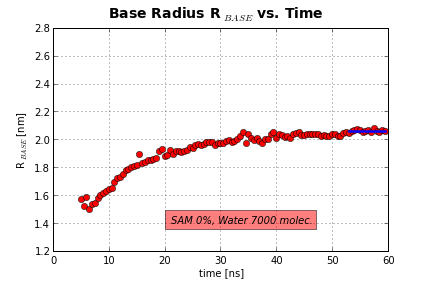 Base Radius R BASE vs. Time
2.8
2.6
2.4
2.2
2.0
1.8
1.6
1.4
1.2
R BASE [nm]
SAM 0%, Water 7000 molec.
0 10 20 30 40 50 60
time [ns]